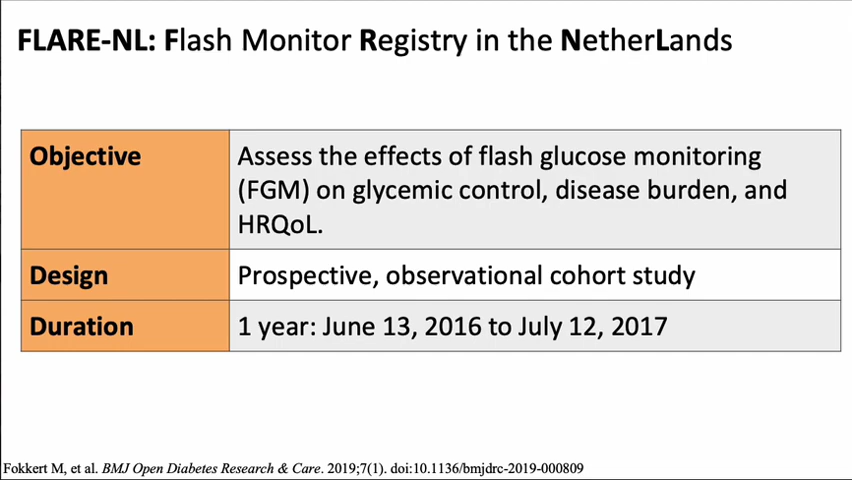 FLARE-NL: Flash Monitor Registry in the NetherLands
Objective
Assess the effects of flash glucose monitoring
(FGM) on glycemic control, disease burden, and
HRQoL.
Design
Prospective, observational cohort study
Duration
1 year: June 13, 2016 to July 12, 2017
Fokkert M, et al. BMJ Open Diabetes Research & Care. 2019;7(1). doi:10.1136/bmjdrc-2019-000809